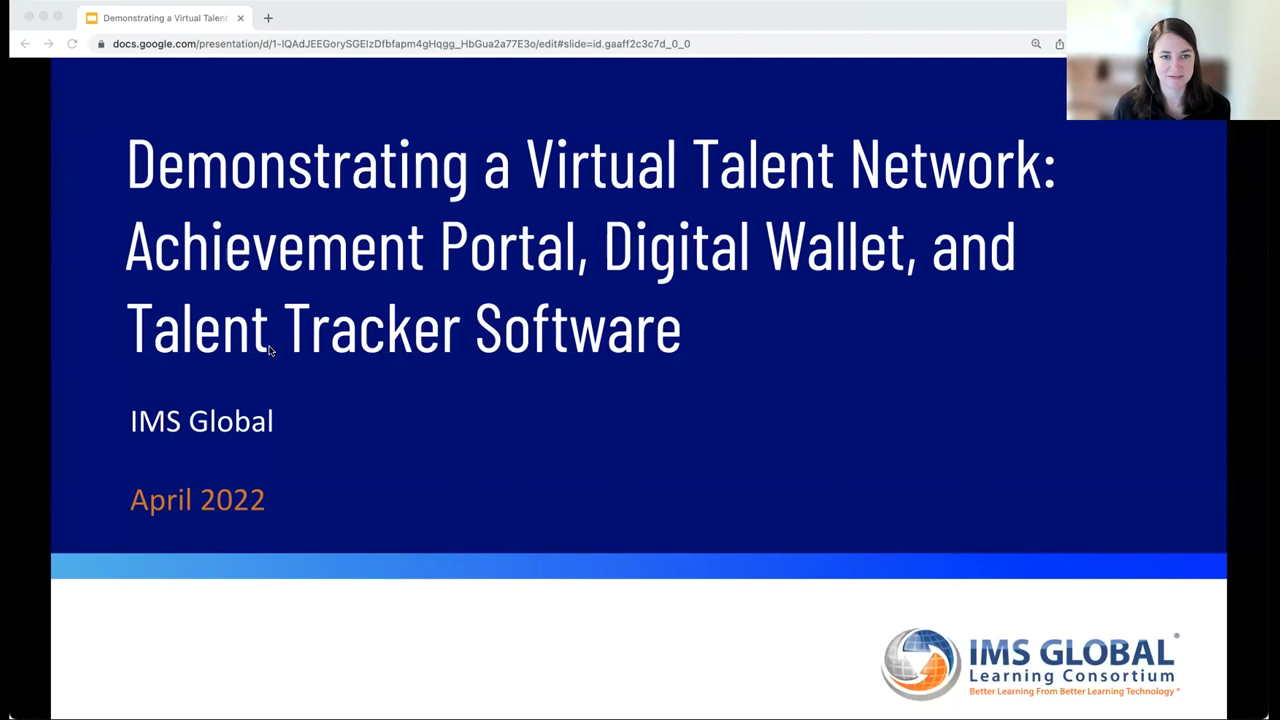 Demonstrating a Virtual Talent
docs.google.com/presentation/d/1-IQAdJEEGorySGEIzDfbfapm4gHqgg_HbGua2a77E3o/edit#slide=id.gaaff2c3c7d_0_0
Demonstrating a Virtual Talent Network:
Achievement Portal, Digital Wallet, and
Talent Tracker Software
IMS Global
April 2022
IMS GLOBAL®
Learning Consortium
Better Learning From Better Learning Technology®